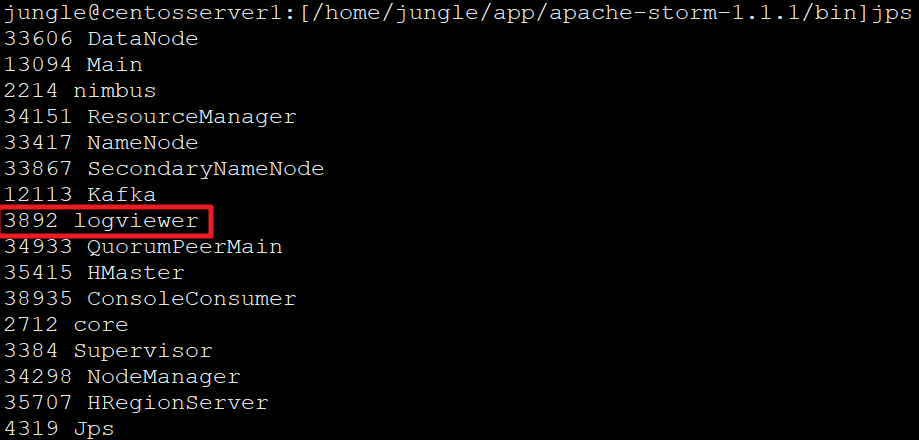 jungle@centosserver1:[/home/jungle/app/apache-storm-1.1.1/bin]jps
33606 DataNode
13094 Main
2214 nimbus
34151 ResourceManager
33417 NameNode
33867 SecondaryNameNode
12113 Kafka
3892 logviewer
34933 QuorumPeerMain
35415 HMaster
38935 ConsoleConsumer
2712 core
3384 Supervisor
34298 NodeManager
35707 HRegionServer
4319 Jps